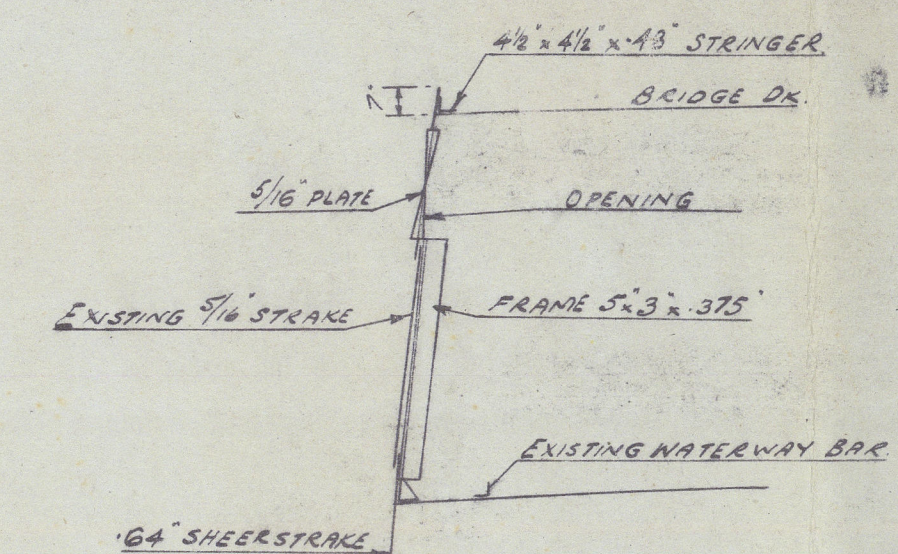 4½" x 4½" x ·43" STRINGER.
BRIDGE DK.
5/16" PLATE
OPENING
EXISTING 5/16" STRAKE
FRAME 5" x 3" x ·375"
EXISTING WATERWAY BAR.
·64" SHEERSTRAKE